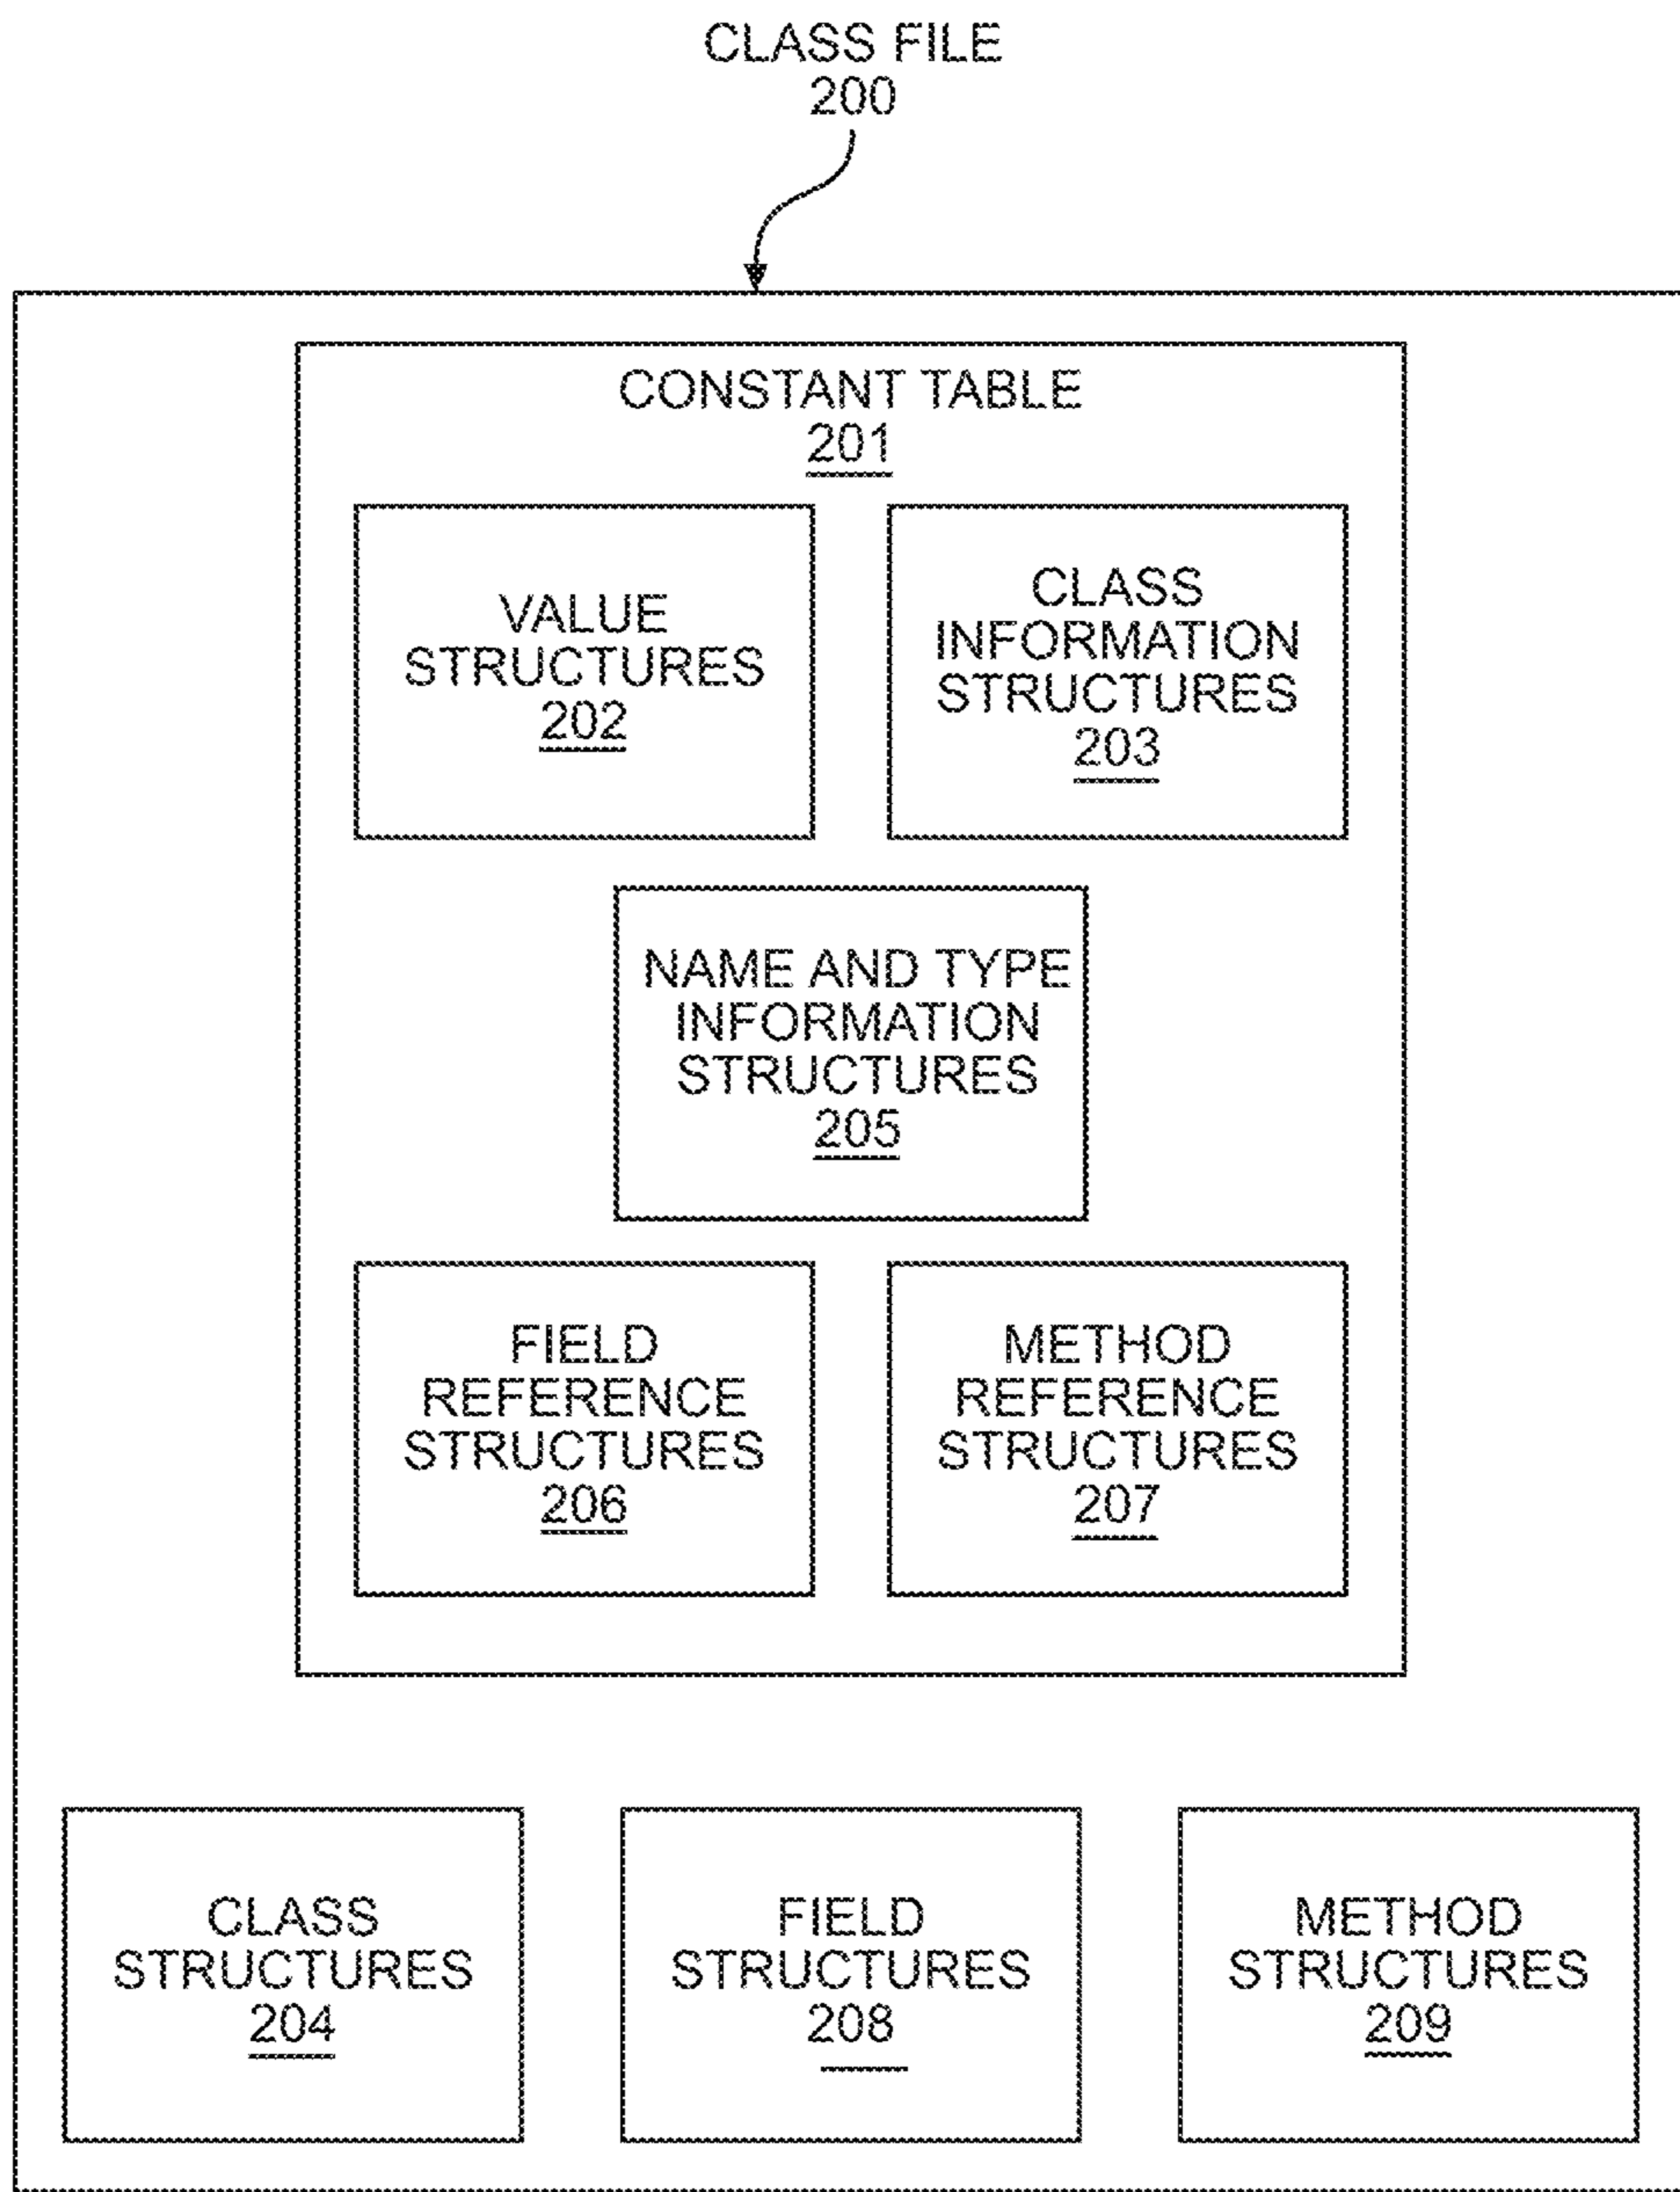 CLASS FILE
200
CONSTANT TABLE
201
VALUE
STRUCTURES
202
CLASS
INFORMATION
STRUCTURES
203
NAME AND TYPE
INFORMATION
STRUCTURES
205
FIELD
REFERENCE
STRUCTURES
206
METHOD
REFERENCE
STRUCTURES
207
CLASS
STRUCTURES
204
FIELD
STRUCTURES
208
METHOD
STRUCTURES
209